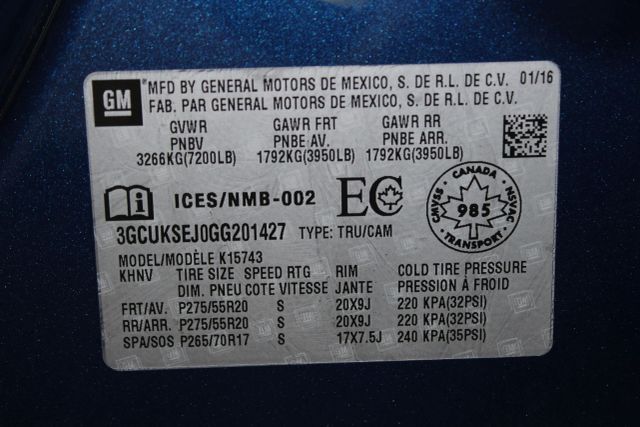 GM
MFD BY GENERAL MOTORS DE MEXICO, S. DE R.L. DE C.V. 01/16
FAB. PAR GENERAL MOTORS DE MEXICO, S. DE R.L. DE C.V.
GVWR GAWR FRT GAWR RR
PNBV PNBE AV. PNBE ARR.
3266KG(7200LB) 1792KG(3950LB) 1792KG(3950LB)
i ICES/NMB-002 EC
CANADA CMVSS 985 NSVAC TRANSPORT
3GCUKSEJ0GG201427 TYPE: TRU/CAM
MODEL/MODÈLE K15743
KHNV TIRE SIZE SPEED RTG RIM COLD TIRE PRESSURE
DIM. PNEU COTE VITESSE JANTE PRESSION À FROID
FRT/AV. P275/55R20 S 20X9J 220 KPA(32PSI)
RR/ARR. P275/55R20 S 20X9J 220 KPA(32PSI)
SPA/SOS P265/70R17 S 17X7.5J 240 KPA(35PSI)